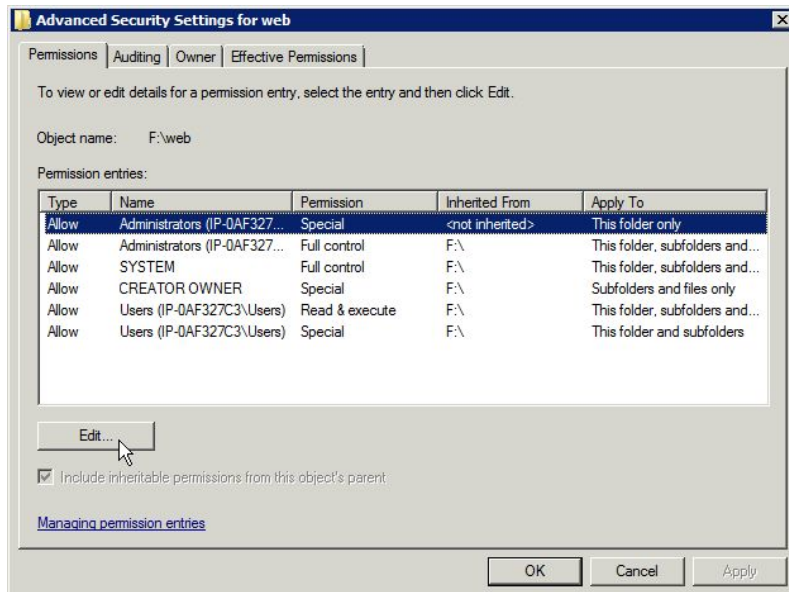 Advanced Security Settings for web
Permissions Auditing Owner Effective Permissions
To view or edit details for a permission entry, select the entry and then click Edit.
Object name: F:\web
Permission entries:
Type Name Permission Inherited From Apply To
Allow Administrators (IP-0AF327... Special <not inherited> This folder only
Allow Administrators (IP-0AF327... Full control F:\ This folder, subfolders and...
Allow SYSTEM Full control F:\ This folder, subfolders and...
Allow CREATOR OWNER Special F:\ Subfolders and files only
Allow Users (IP-0AF327C3\Users) Read & execute F:\ This folder, subfolders and...
Allow Users (IP-0AF327C3\Users) Special F:\ This folder and subfolders
Edit...
Include inheritable permissions from this object's parent
Managing permission entries
OK Cancel Apply